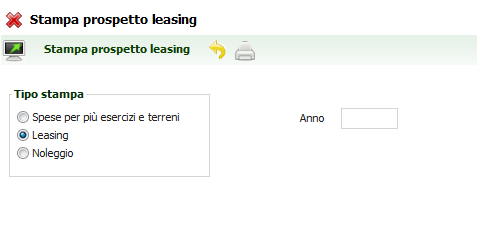 Stampa prospetto leasing
Stampa prospetto leasing
Tipo stampa
Spese per più esercizi e terreni
Leasing
Noleggio
Anno